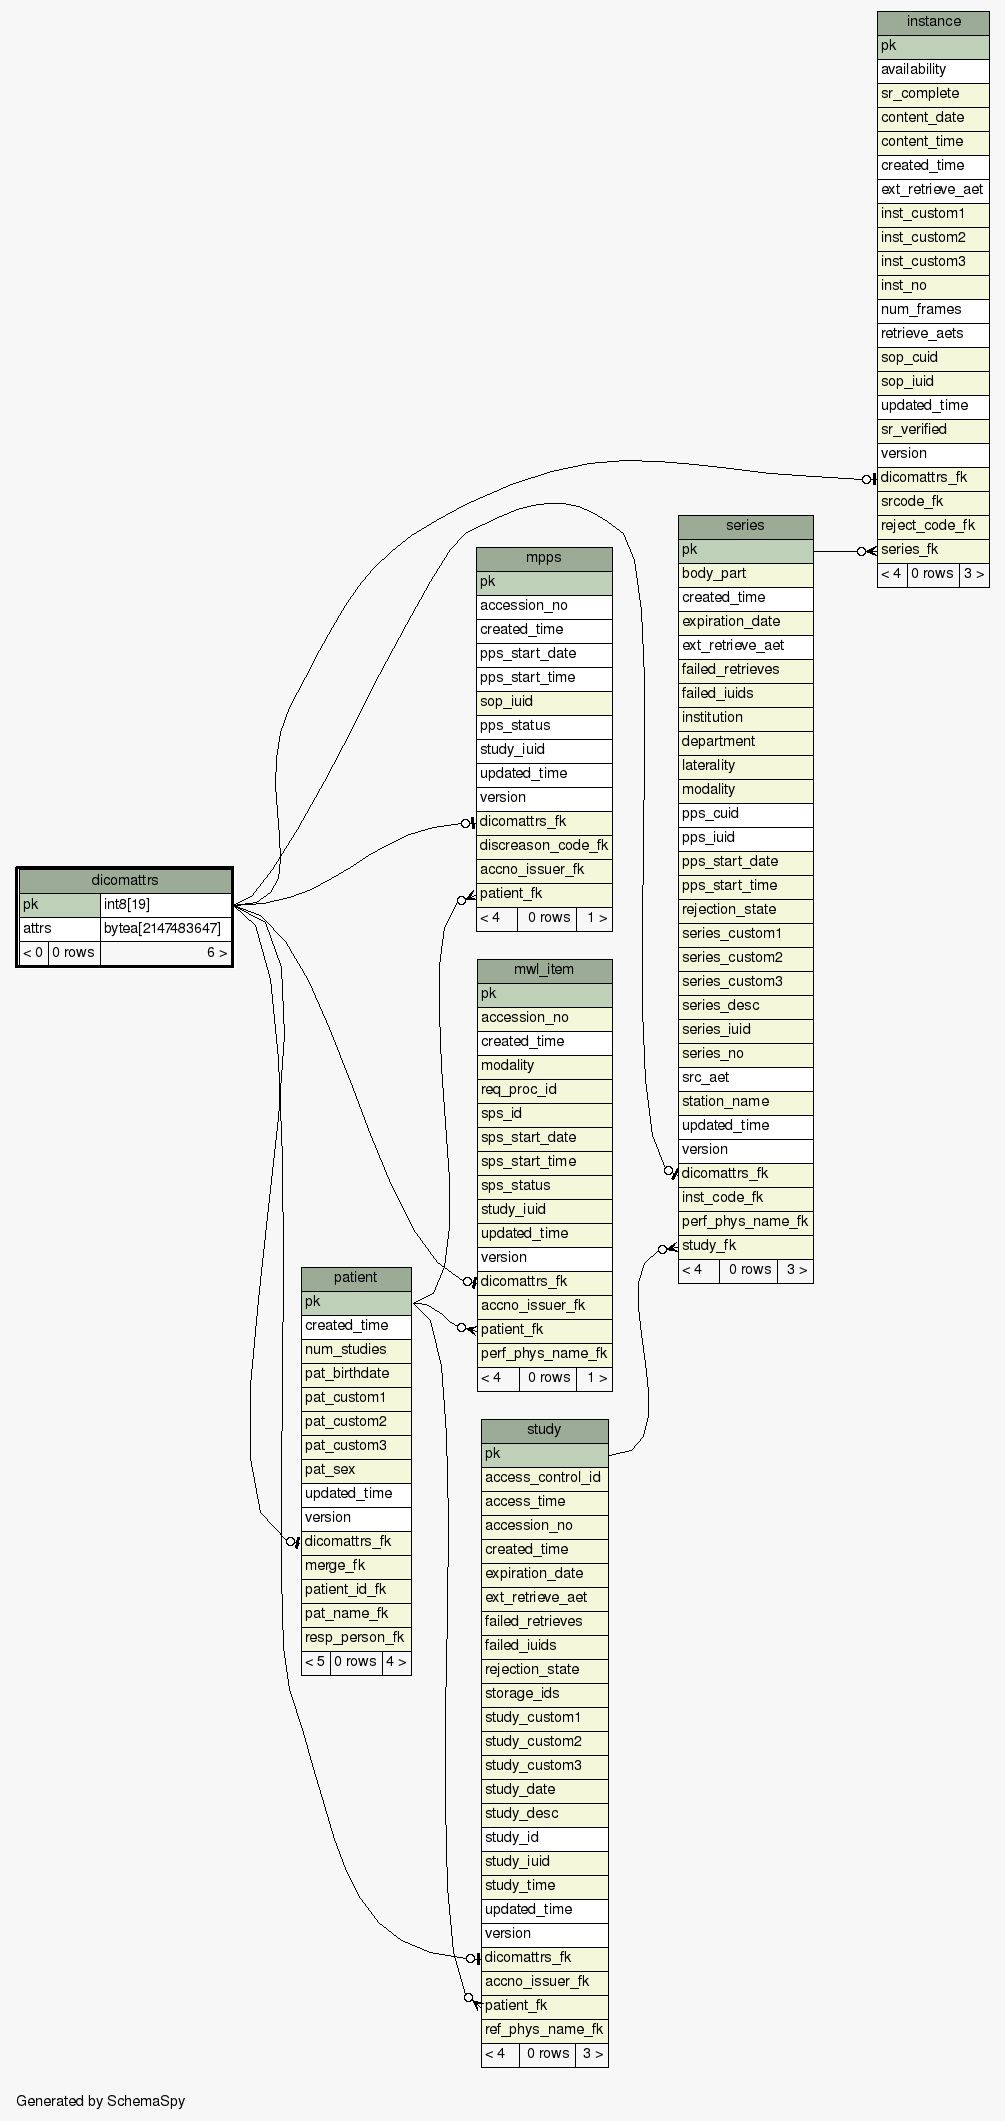 instance
pk
availability
sr_complete
content_date
content_time
created_time
ext_retrieve_aet
inst_custom1
inst_custom2
inst_custom3
inst_no
num_frames
retrieve_aets
sop_cuid
sop_iuid
updated_time
sr_verified
version
dicomattrs_fk
srcode_fk
reject_code_fk
series_fk
< 4 0 rows 3 >
series
pk
body_part
created_time
expiration_date
ext_retrieve_aet
failed_retrieves
failed_iuids
institution
department
laterality
modality
pps_cuid
pps_iuid
pps_start_date
pps_start_time
rejection_state
series_custom1
series_custom2
series_custom3
series_desc
series_iuid
series_no
src_aet
station_name
updated_time
version
dicomattrs_fk
inst_code_fk
perf_phys_name_fk
study_fk
< 4 0 rows 3 >
mpps
pk
accession_no
created_time
pps_start_date
pps_start_time
sop_iuid
pps_status
study_iuid
updated_time
version
dicomattrs_fk
discreason_code_fk
accno_issuer_fk
patient_fk
< 4 0 rows 1 >
dicomattrs
pk int8[19]
attrs bytea[2147483647]
< 0 0 rows 6 >
mwl_item
pk
accession_no
created_time
modality
req_proc_id
sps_id
sps_start_date
sps_start_time
sps_status
study_iuid
updated_time
version
dicomattrs_fk
accno_issuer_fk
patient_fk
perf_phys_name_fk
< 4 0 rows 1 >
patient
pk
created_time
num_studies
pat_birthdate
pat_custom1
pat_custom2
pat_custom3
pat_sex
updated_time
version
dicomattrs_fk
merge_fk
patient_id_fk
pat_name_fk
resp_person_fk
< 5 0 rows 4 >
study
pk
access_control_id
access_time
accession_no
created_time
expiration_date
ext_retrieve_aet
failed_retrieves
failed_iuids
rejection_state
storage_ids
study_custom1
study_custom2
study_custom3
study_date
study_desc
study_id
study_iuid
study_time
updated_time
version
dicomattrs_fk
accno_issuer_fk
patient_fk
ref_phys_name_fk
< 4 0 rows 3 >
Generated by SchemaSpy